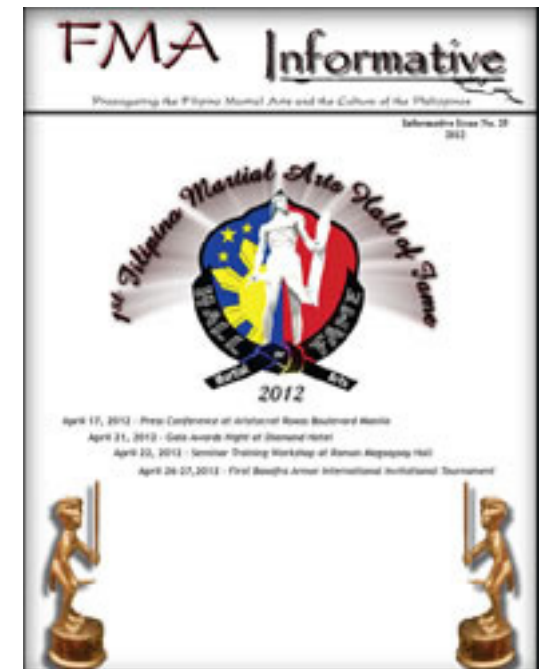 FMA Informative
Propagating the Filipino Martial Arts and the Culture of the Philippines
Informative Issue No. 29
2012
1st Filipino Martial Arts Hall of Fame
HALL of FAME
Martial Arts
2012
April 17, 2012 - Press Conference at Aristocrat Roxas Boulevard Manila
April 21, 2012 - Gala Awards Night at Diamond Hotel
April 22, 2012 - Seminar Training Workshop at Ramon Magsaysay Hall
April 26-27, 2012 - First Armor International Invitational Tournament